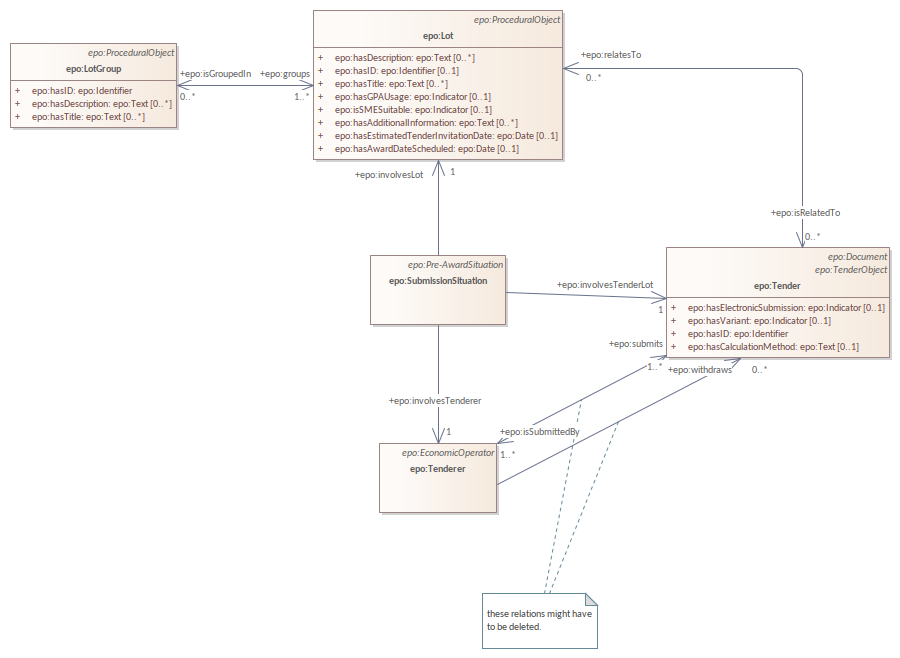 epo:ProceduralObject
epo:LotGroup
+ epo:hasID: epo:Identifier
+ epo:hasDescription: epo:Text [0..*]
+ epo:hasTitle: epo:Text [0..*]
+epo:isGroupedIn
0..*
+epo:groups
1..*
epo:ProceduralObject
epo:Lot
+ epo:hasDescription: epo:Text [0..*]
+ epo:hasID: epo:Identifier [0..1]
+ epo:hasTitle: epo:Text [0..*]
+ epo:hasGPAUsage: epo:Indicator [0..1]
+ epo:isSMESuitable: epo:Indicator [0..1]
+ epo:hasAdditionalInformation: epo:Text [0..*]
+ epo:hasEstimatedTenderInvitationDate: epo:Date [0..1]
+ epo:hasAwardDateScheduled: epo:Date [0..1]
+epo:relatesTo
0..*
+epo:involvesLot
1
+epo:isRelatedTo
0..*
epo:Pre-AwardSituation
epo:SubmissionSituation
+epo:involvesTenderLot
1
epo:Document
epo:TenderObject
epo:Tender
+ epo:hasElectronicSubmission: epo:Indicator [0..1]
+ epo:hasVariant: epo:Indicator [0..1]
+ epo:hasID: epo:Identifier
+ epo:hasCalculationMethod: epo:Text [0..1]
+epo:submits
1..*
+epo:withdraws
0..*
+epo:involvesTenderer
1
+epo:isSubmittedBy
1..*
epo:EconomicOperator
epo:Tenderer
these relations might have
to be deleted.